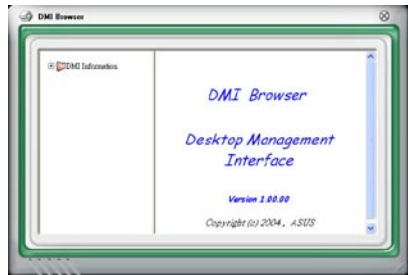 DMI Browser
DMI Information
DMI Browser
Desktop Management
Interface
Version 1.00.00
Copyright (c) 2004, ASUS